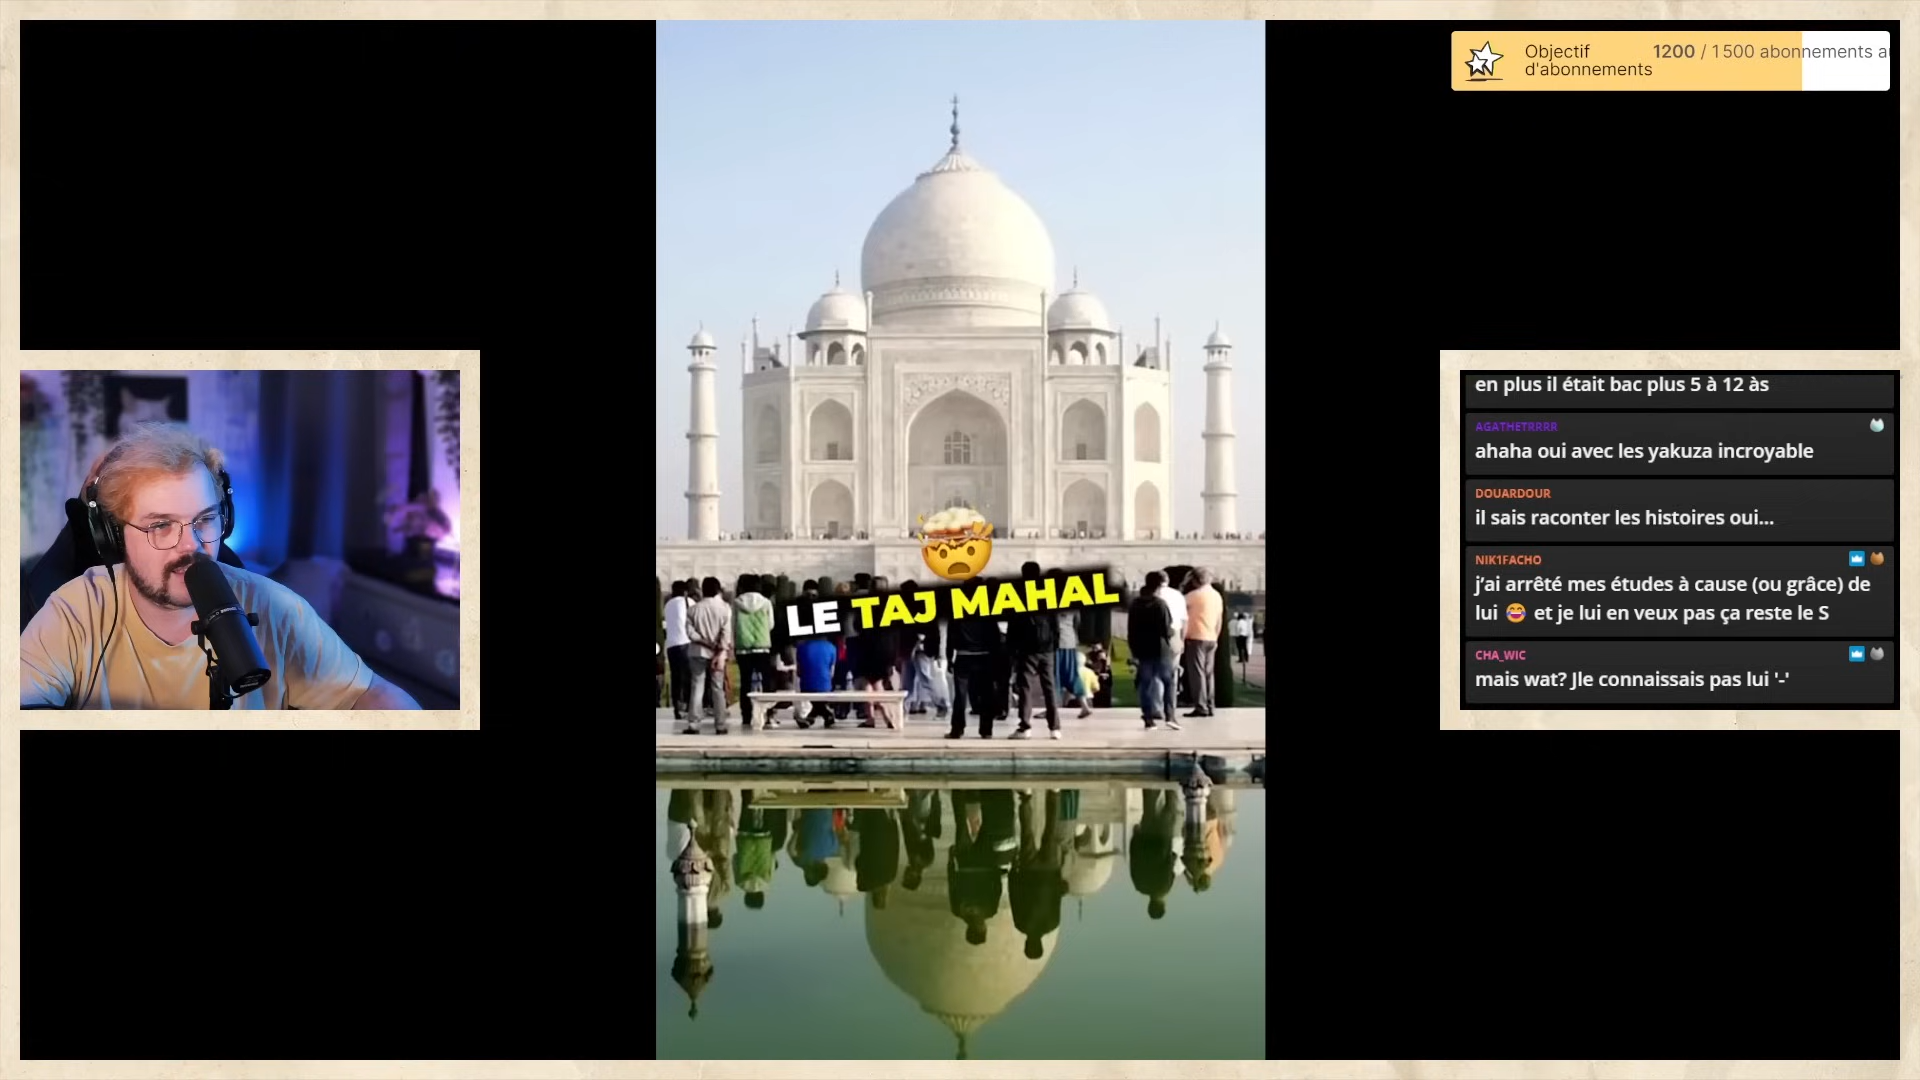 Objectif
d'abonnements
1200 / 1500 abonnements a
LE TAJ MAHAL
en plus il était bac plus 5 à 12 às
AGATHETRRRR
ahaha oui avec les yakuza incroyable
DOUARDOUR
il sais raconter les histoires oui...
NIK1FACHO
j'ai arrêté mes études à cause (ou grâce) de
lui 😂 et je lui en veux pas ça reste le S
CHA_WIC
mais wat? Jle connaissais pas lui '-'